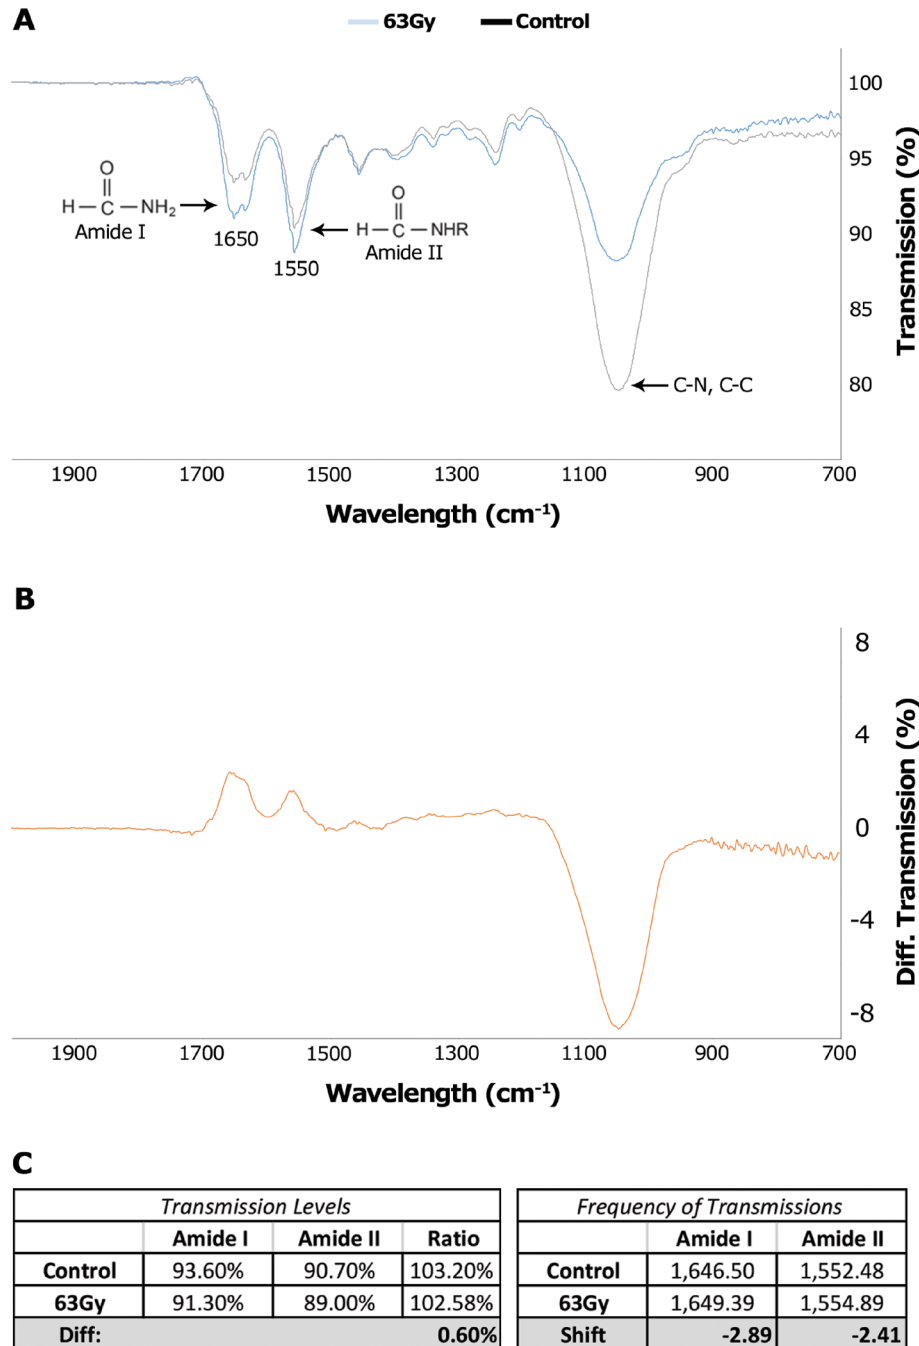 A
63Gy Control
100
95
90
85
80
Transmission (%)
O
H — C — NH₂
Amide I
1650
O
H — C — NHR
Amide II
1550
C-N, C-C
1900 1700 1500 1300 1100 900 700
Wavelength (cm⁻¹)
B
8
4
0
-4
-8
Diff. Transmission (%)
1900 1700 1500 1300 1100 900 700
Wavelength (cm⁻¹)
C
Transmission Levels
Amide I Amide II Ratio
Control 93.60% 90.70% 103.20%
63Gy 91.30% 89.00% 102.58%
Diff: 0.60%
Frequency of Transmissions
Amide I Amide II
Control 1,646.50 1,552.48
63Gy 1,649.39 1,554.89
Shift -2.89 -2.41